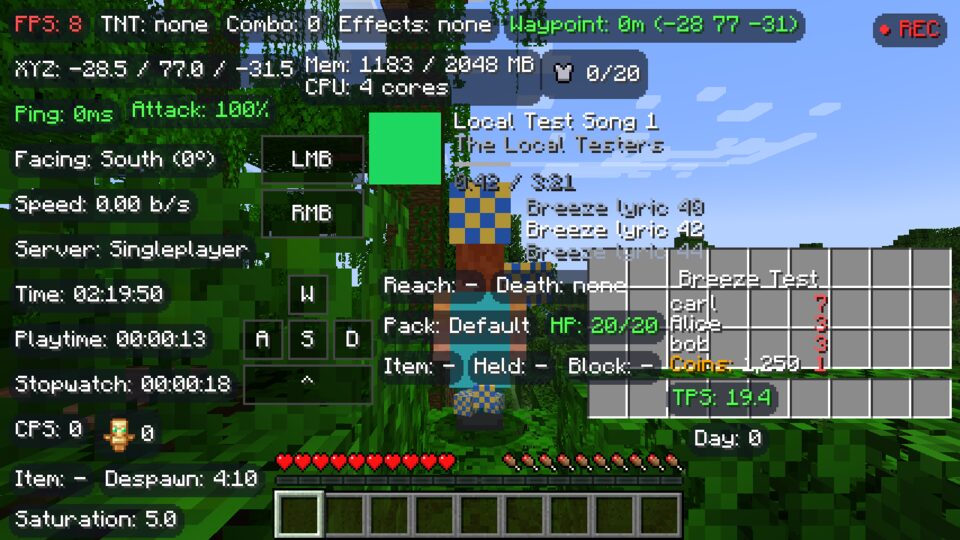 FPS: 8 TNT: none Combo: 0 Effects: none Waypoint: 0m (-28 77 -31) REC
XYZ: -28.5 / 77.0 / -31.5 Mem: 1183 / 2048 MB 0/20
CPU: 4 cores
Ping: 0ms Attack: 100%
Local Test Song 1
The Local Testers
Facing: South (0°) LMB
0:42 / 3:21
Speed: 0.00 b/s RMB
Breeze lyric 40
Breeze lyric 42
Breeze lyric 44
Server: Singleplayer
Breeze Test
Reach: - Death: none
Time: 02:19:50 W
carl 7
Alice 3
bob 3
Coins: 1,250 1
Pack: Default HP: 20/20
Playtime: 00:00:13 A S D
Item: - Held: - Block: -
Stopwatch: 00:00:18 ^
TPS: 19.4
CPS: 0 0
Day: 0
Item: - Despawn: 4:10
Saturation: 5.0